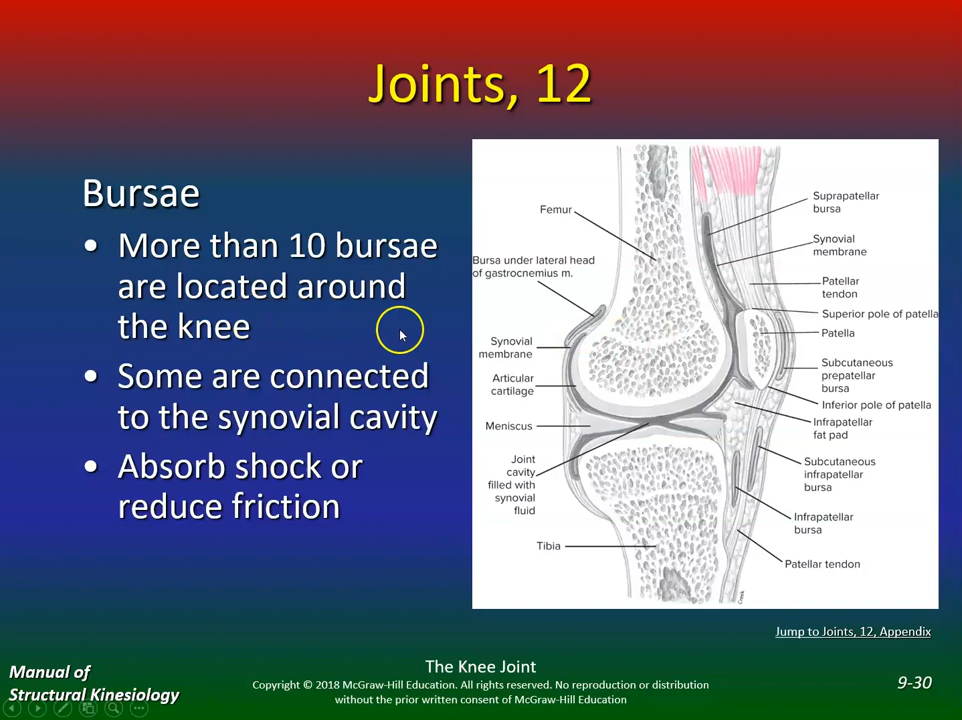 Joints, 12
Bursae
• More than 10 bursae
are located around
the knee
• Some are connected
to the synovial cavity
• Absorb shock or
reduce friction
Femur
Bursa under lateral head
of gastrocnemius m.
Synovial
membrane
Articular
cartilage
Meniscus
Joint
cavity
filled with
synovial
fluid
Tibia
Suprapatellar
bursa
Synovial
membrane
Patellar
tendon
Superior pole of patella
Patella
Subcutaneous
prepatellar
bursa
Inferior pole of patella
Infrapatellar
fat pad
Subcutaneous
infrapatellar
bursa
Infrapatellar
bursa
Patellar tendon
Jump to Joints, 12, Appendix
Manual of
Structural Kinesiology
The Knee Joint
Copyright © 2018 McGraw-Hill Education. All rights reserved. No reproduction or distribution
without the prior written consent of McGraw-Hill Education
9-30